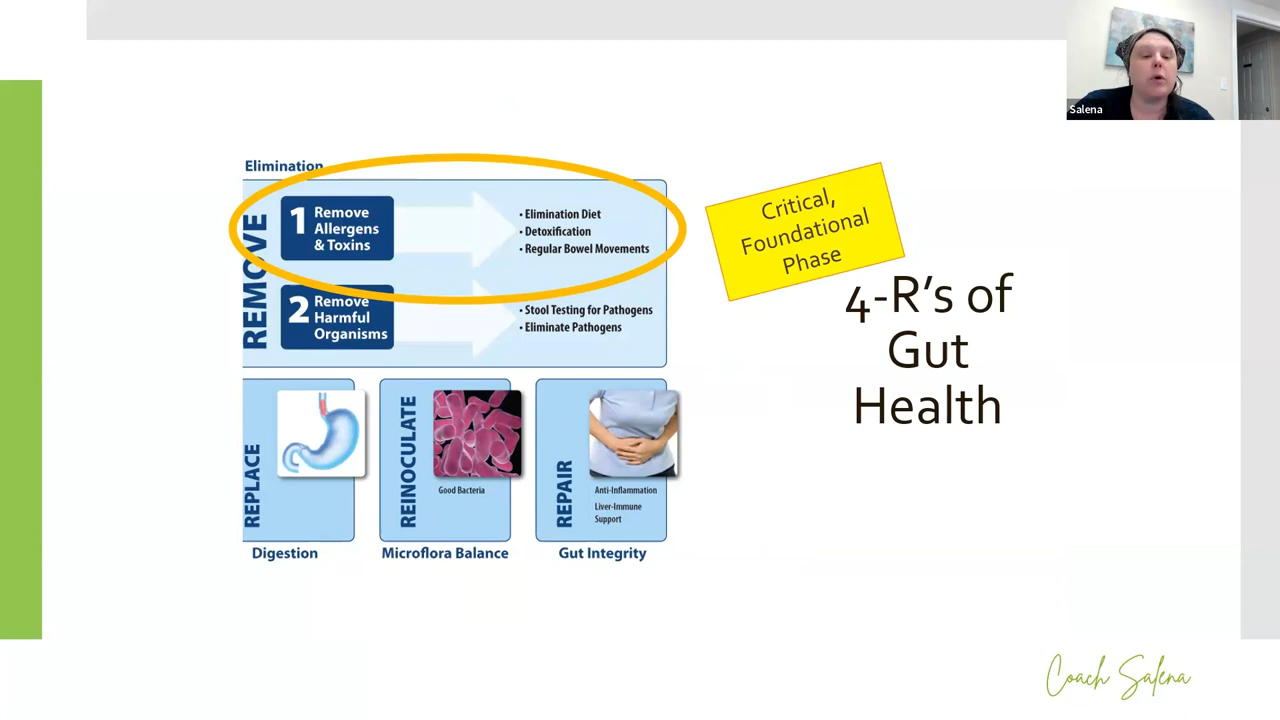 Salena
Elimination
REMOVE
1 Remove
Allergens
& Toxins
• Elimination Diet
• Detoxification
• Regular Bowel Movements
2 Remove
Harmful
Organisms
• Stool Testing for Pathogens
• Eliminate Pathogens
Critical,
Foundational
Phase
4-R’s of
Gut
Health
REPLACE
Digestion
REINOCULATE
Good Bacteria
Microflora Balance
REPAIR
Anti-Inflammation
Liver-Immune
Support
Gut Integrity
Coach Salena